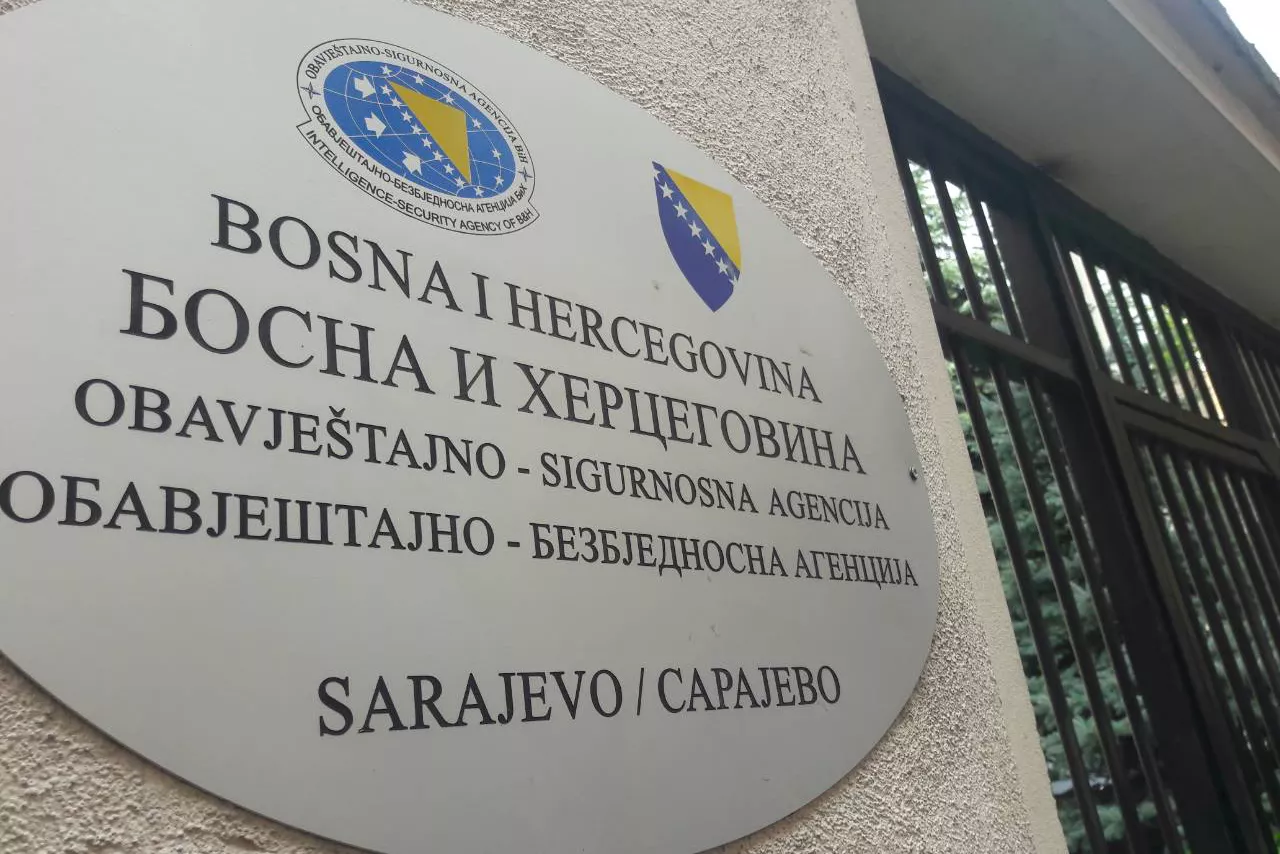 OBAVJEŠTAJNO-SIGURNOSNA AGENCIJA BiH
ОБАВЈЕШТАЈНО-БЕЗБЈЕДНОСНА АГЕНЦИЈА БиХ
INTELLIGENCE-SECURITY AGENCY OF B&H
BOSNA I HERCEGOVINA
БОСНА И ХЕРЦЕГОВИНА
OBAVJEŠTAJNO - SIGURNOSNA AGENCIJA
ОБАВЈЕШТАЈНО - БЕЗБЈЕДНОСНА АГЕНЦИЈА
SARAJEVO / САРАЈЕВО